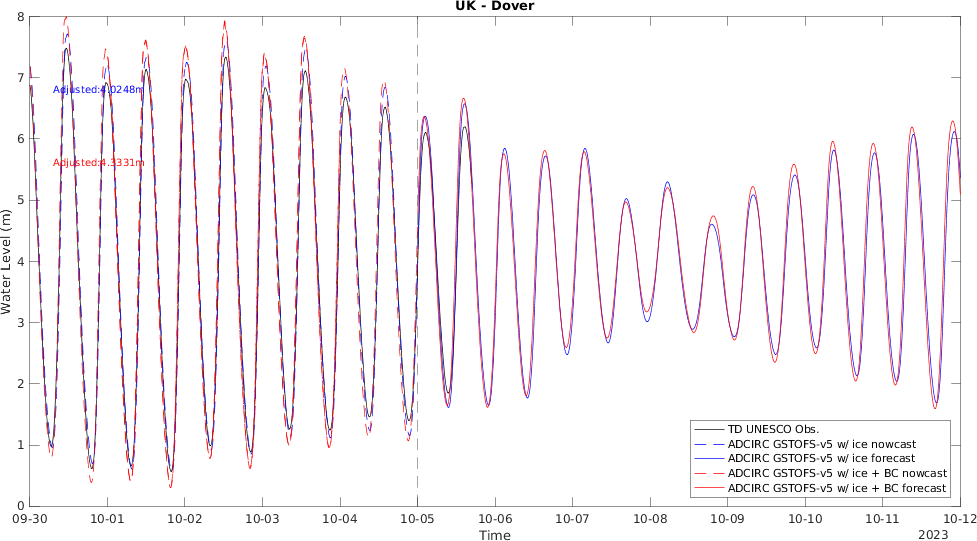 UK - Dover
8
7
Adjusted:4.0248m
6
Adjusted:4.3331m
5
Water Level (m)
4
3
2
1
0
TD UNESCO Obs.
ADCIRC GSTOFS-v5 w/ ice nowcast
ADCIRC GSTOFS-v5 w/ ice forecast
ADCIRC GSTOFS-v5 w/ ice + BC nowcast
ADCIRC GSTOFS-v5 w/ ice + BC forecast
09-30 10-01 10-02 10-03 10-04 10-05 10-06 10-07 10-08 10-09 10-10 10-11 10-12
Time
2023